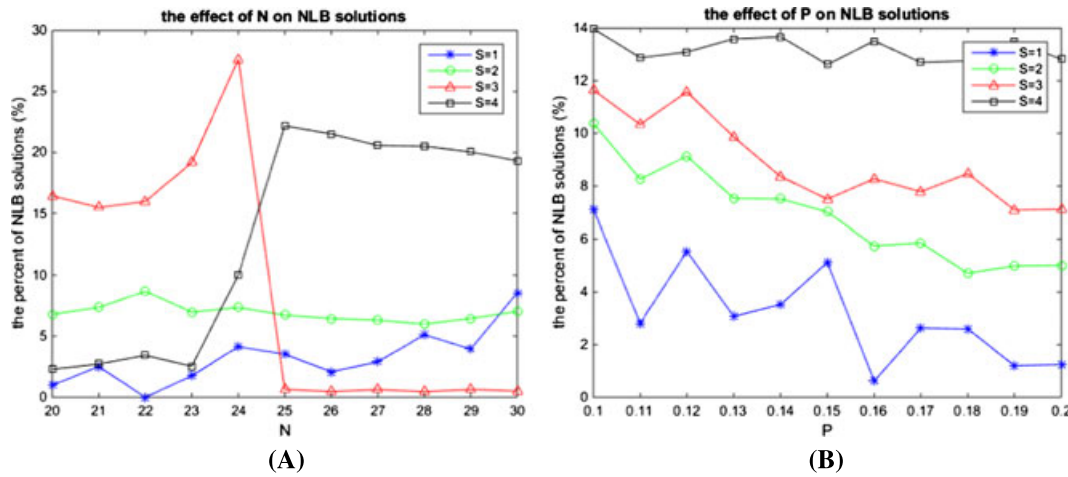 the effect of N on NLB solutions
the percent of NLB solutions (%)
30
25
20
15
10
5
0
S=1
S=2
S=3
S=4
20 21 22 23 24 25 26 27 28 29 30
N
(A)
the effect of P on NLB solutions
the percent of NLB solutions (%)
14
12
10
8
6
4
2
0
S=1
S=2
S=3
S=4
0.1 0.11 0.12 0.13 0.14 0.15 0.16 0.17 0.18 0.19 0.2
P
(B)